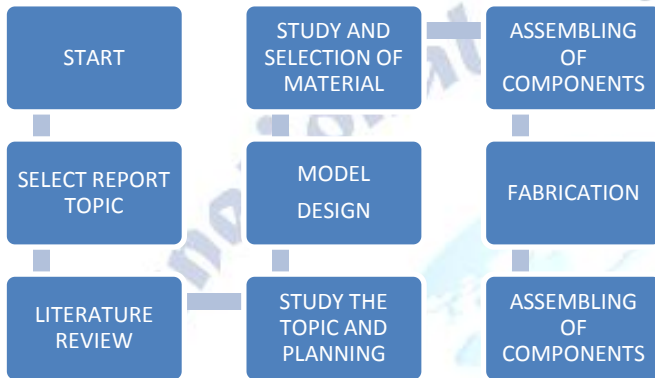 START
SELECT REPORT
TOPIC
LITERATURE
REVIEW
STUDY THE
TOPIC AND
PLANNING
MODEL
DESIGN
STUDY AND
SELECTION OF
MATERIAL
ASSEMBLING
OF
COMPONENTS
FABRICATION
ASSEMBLING
OF
COMPONENTS